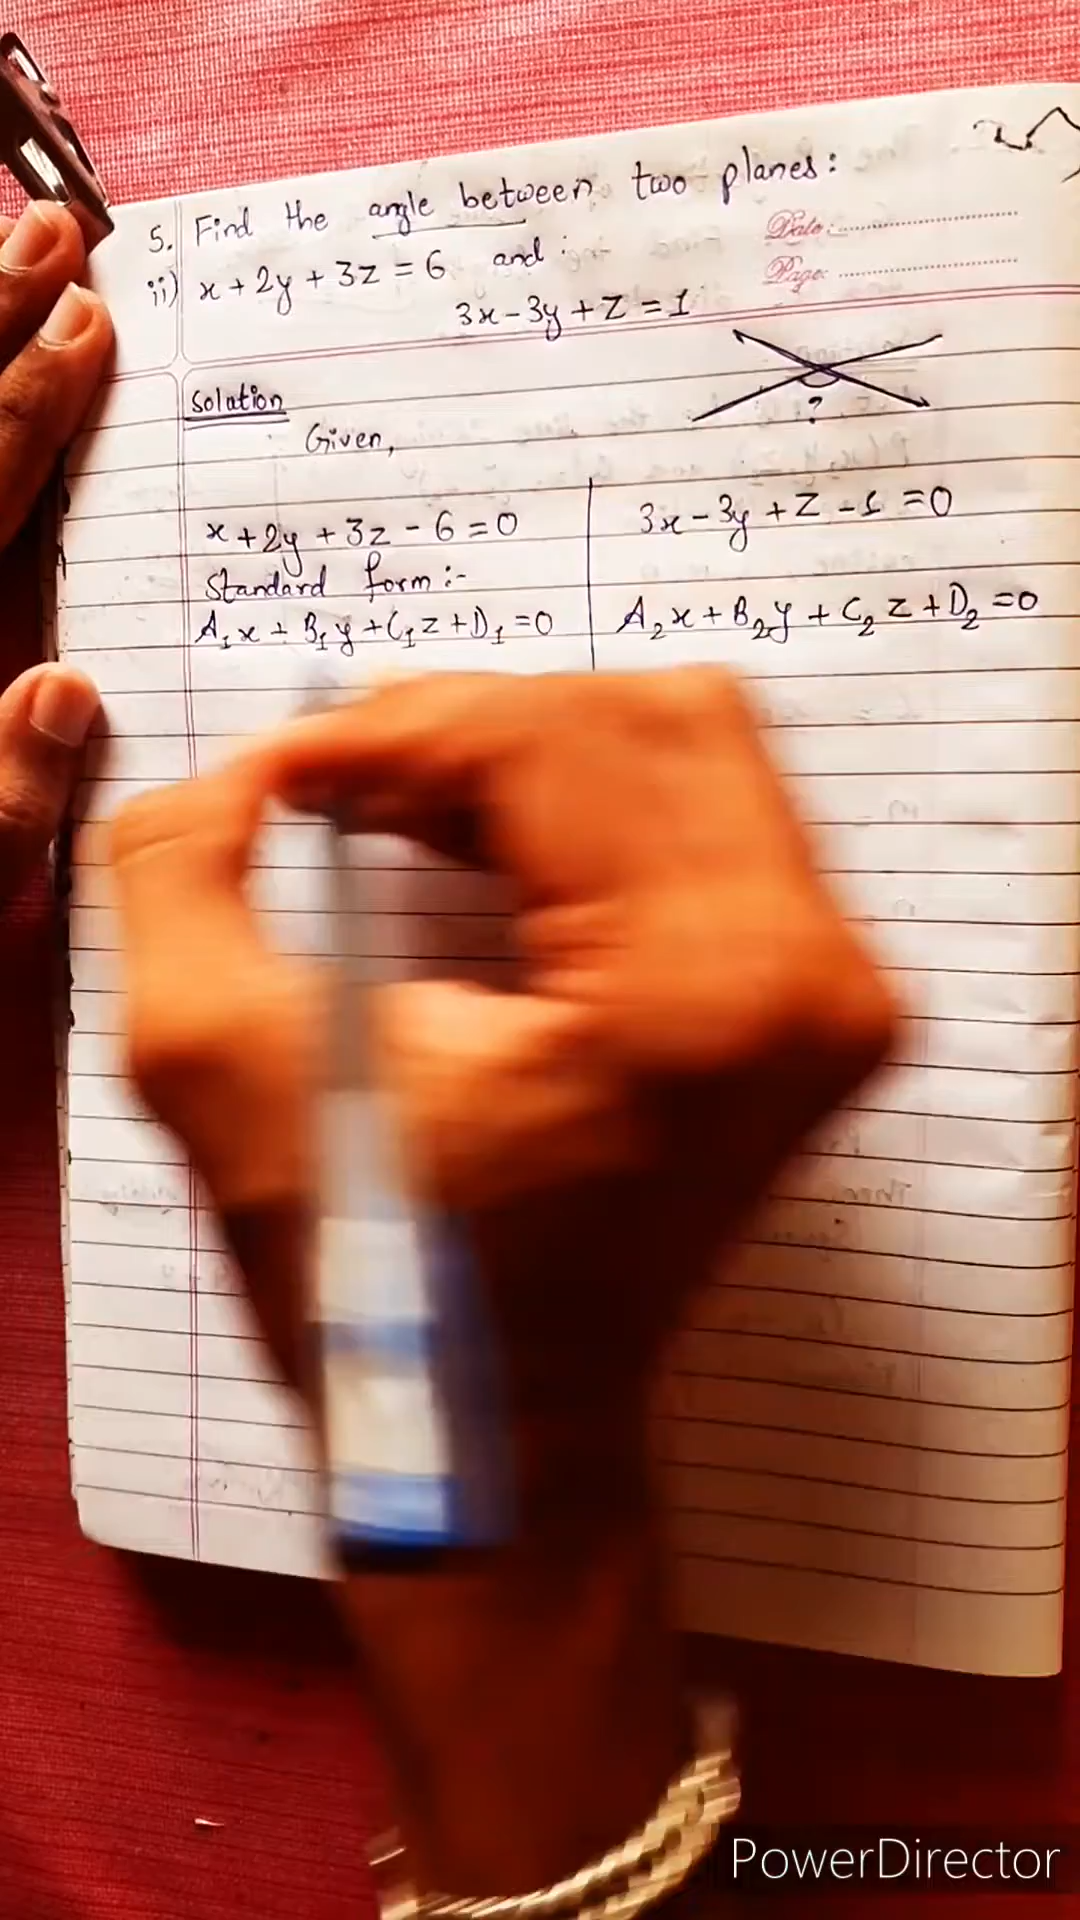 5. Find the angle between two planes:
Date:
ii) x + 2y + 3z = 6 and :
Page:
3x - 3y + z = 1
Solution
?
Given,
x + 2y + 3z - 6 = 0
3x - 3y + z - 1 = 0
Standard form :-
A₁x + B₁y + C₁z + D₁ = 0
A₂x + B₂y + C₂z + D₂ = 0
PowerDirector